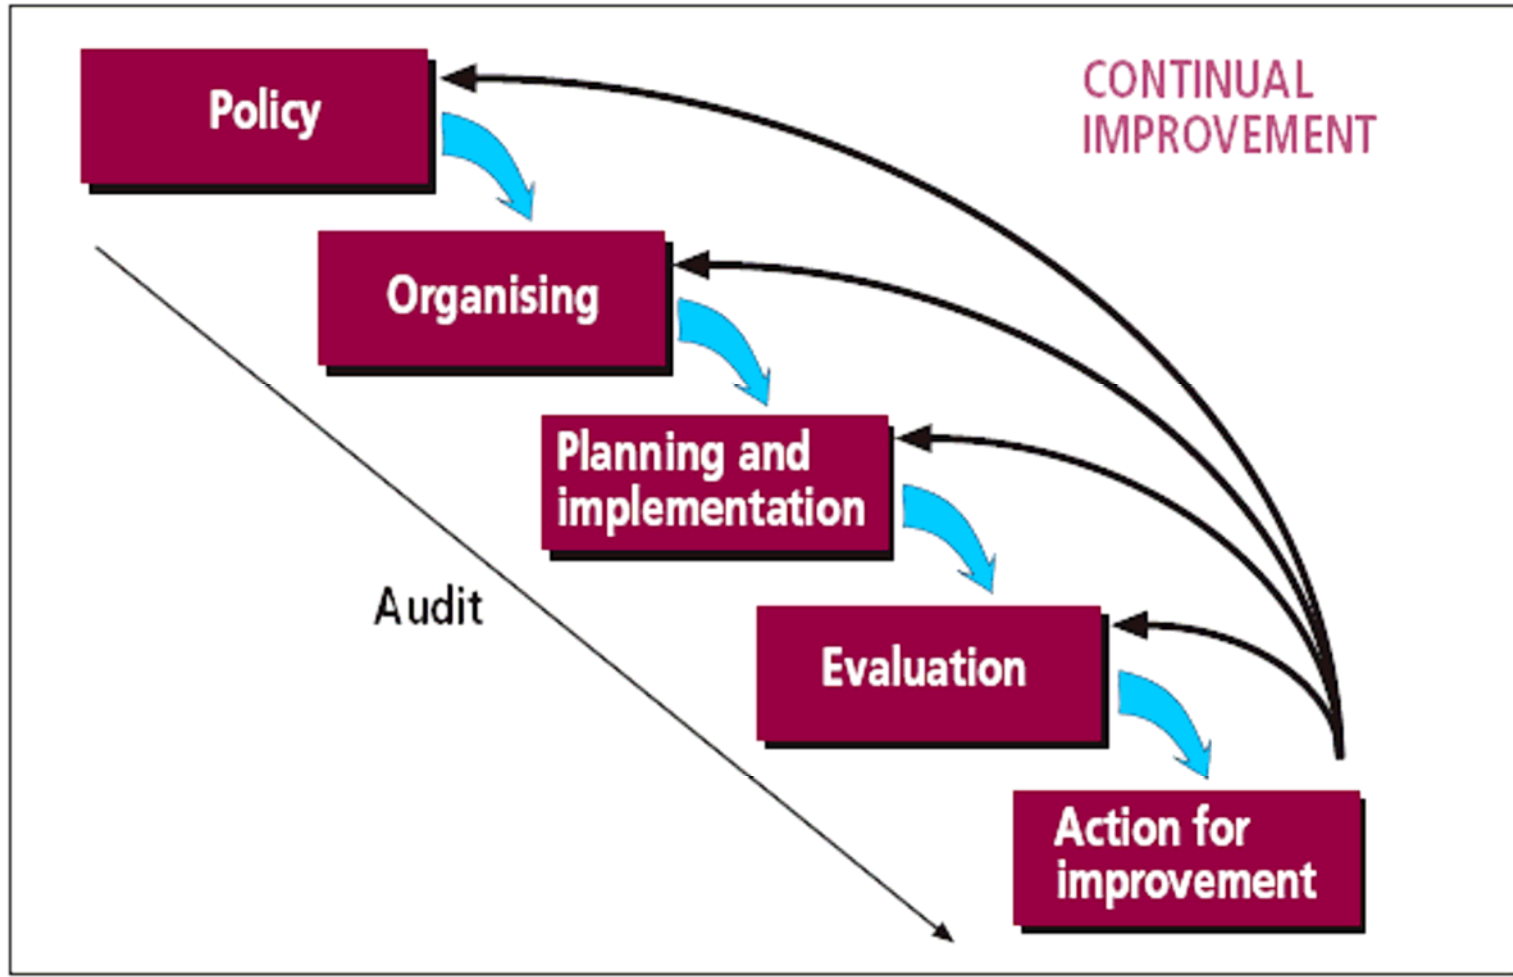 Policy
CONTINUAL
IMPROVEMENT
Organising
Planning and
implementation
Audit
Evaluation
Action for
improvement